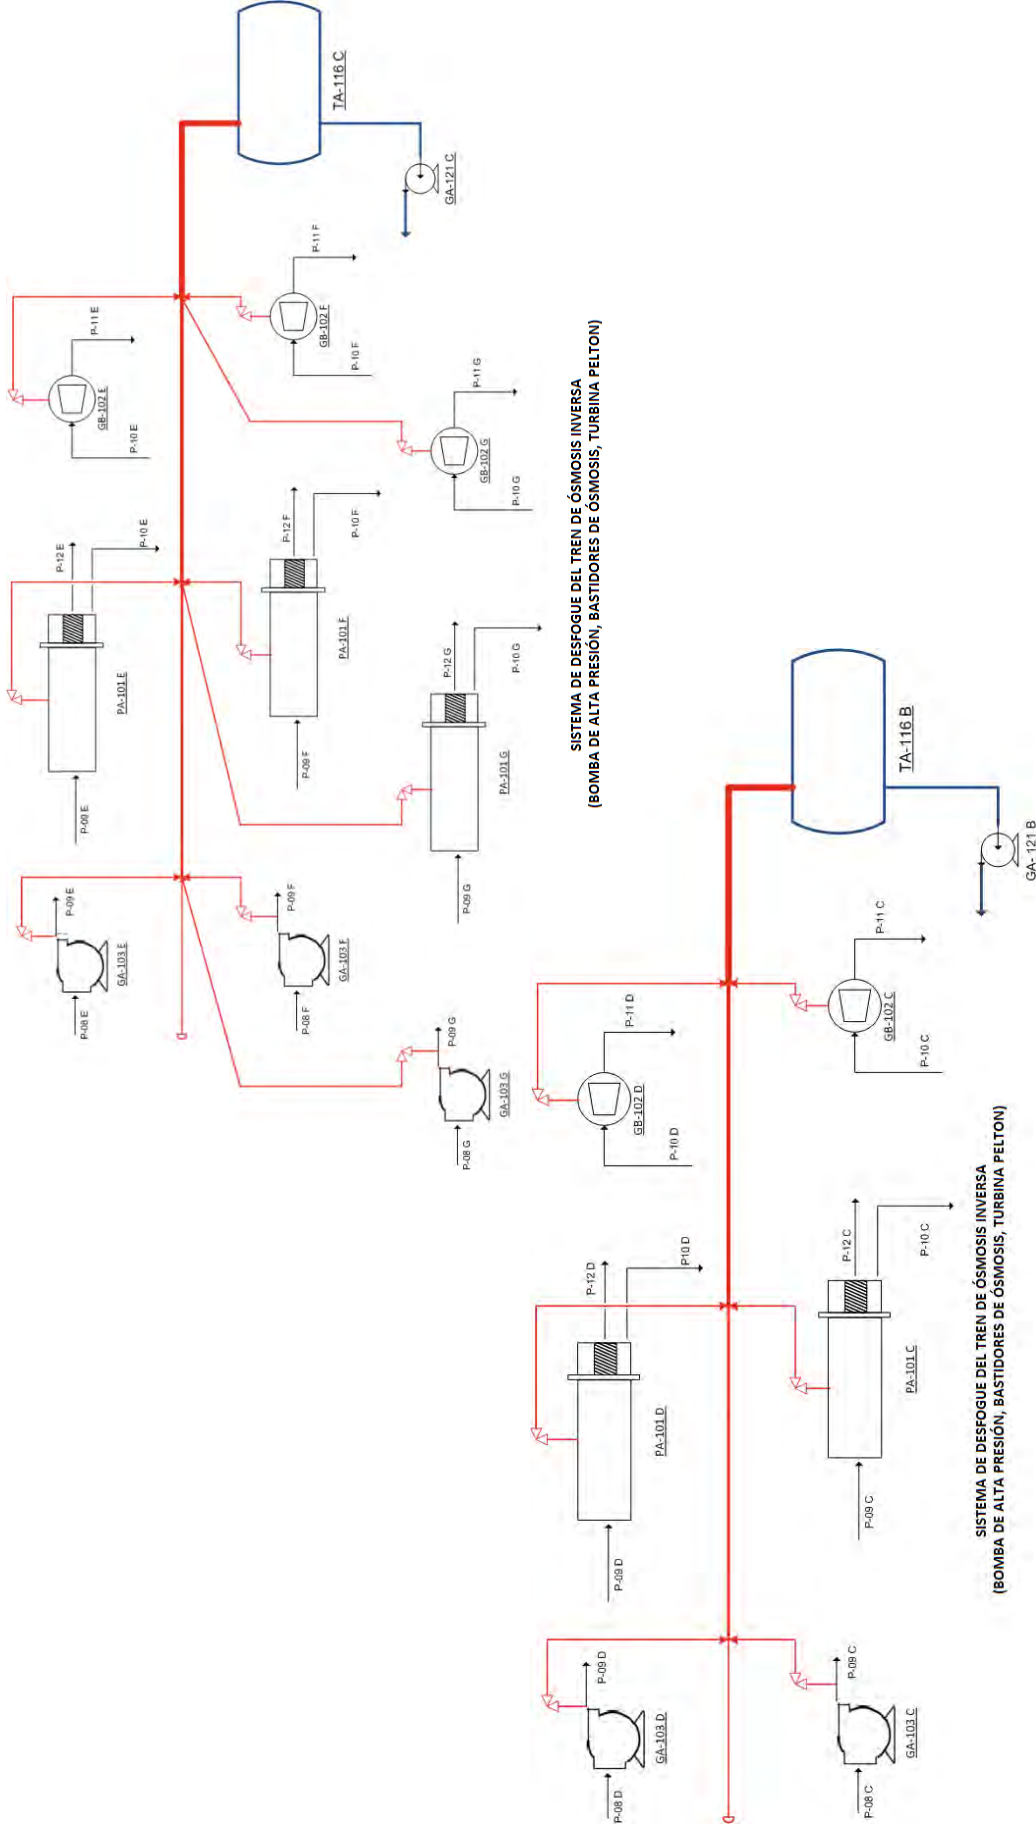 TA-116 C
GA-121 C
P-11 E
GB-102 E
P-10 E
P-11 F
GB-102 F
P-10 F
P-11 G
GB-102 G
P-10 G
P-12 E
P-10 E
PA-101 E
P-09 E
P-12 F
P-10 F
PA-101 F
P-09 F
P-12 G
P-10 G
PA-101 G
P-09 G
P-09 E
GA-103 E
P-08 E
P-09 F
GA-103 F
P-08 F
P-09 G
GA-103 G
P-08 G
SISTEMA DE DESFOGUE DEL TREN DE ÓSMOSIS INVERSA
(BOMBA DE ALTA PRESIÓN, BASTIDORES DE ÓSMOSIS, TURBINA PELTON)
TA-116 B
GA- 121 B
P-11 D
GB-102 D
P-10 D
P-11 C
GB-102 C
P-10 C
P-12 D
P10 D
PA-101 D
P-09 D
P-12 C
P-10 C
PA-101 C
P-09 C
P-09 D
GA-103 D
P-08 D
P-09 C
GA-103 C
P-08 C
SISTEMA DE DESFOGUE DEL TREN DE ÓSMOSIS INVERSA
(BOMBA DE ALTA PRESIÓN, BASTIDORES DE ÓSMOSIS, TURBINA PELTON)